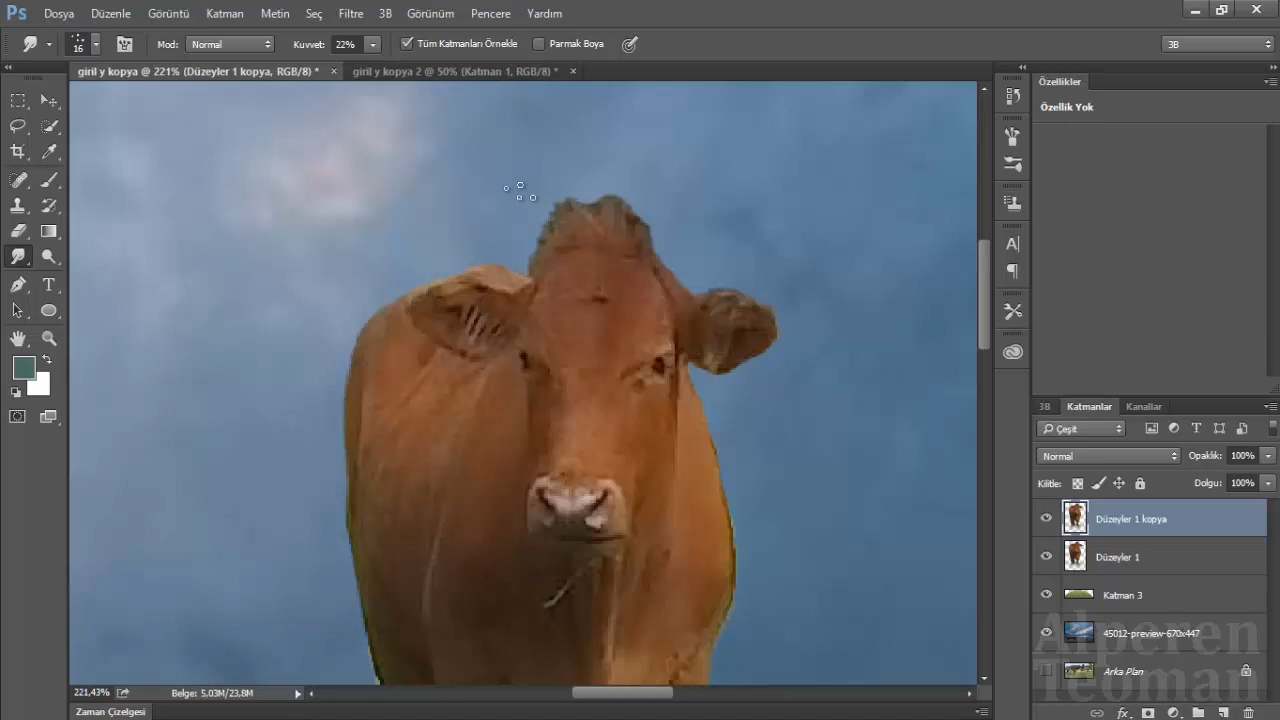 Ps Dosya Düzenle Görüntü Katman Metin Seç Filtre 3B Görünüm Pencere Yardım
16 Mod: Normal Kuvvet: 22% Tüm Katmanları Örnekle Parmak Boya 3B
giril y kopya @ 221% (Düzeyler 1 kopya, RGB/8) * × giril y kopya 2 @ 50% (Katman 1, RGB/8) * ×
Özellikler
Özellik Yok
3B Katmanlar Kanallar
Çeşit
Normal Opaklık: 100%
Kilitle: Dolgu: 100%
Düzeyler 1 kopya
Düzeyler 1
Katman 3
45012-preview-670x447
Arka Plan
Alperen
Teoman
221,43% Belge: 5,03M/23,8M
Zaman Çizelgesi